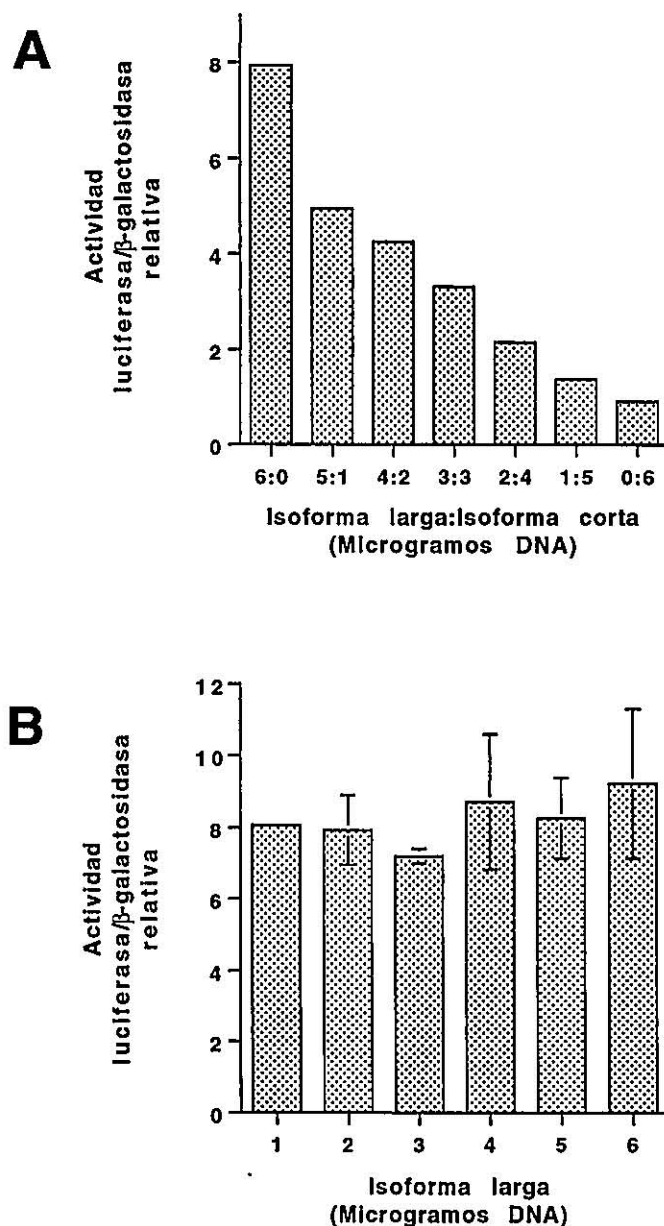 A
Actividad
luciferasa/β-galactosidasa
relativa
8
6
4
2
0
6:0 5:1 4:2 3:3 2:4 1:5 0:6
Isoforma larga:Isoforma corta
(Microgramos DNA)
B
Actividad
luciferasa/β-galactosidasa
relativa
12
10
8
6
4
2
0
1 2 3 4 5 6
Isoforma larga
(Microgramos DNA)